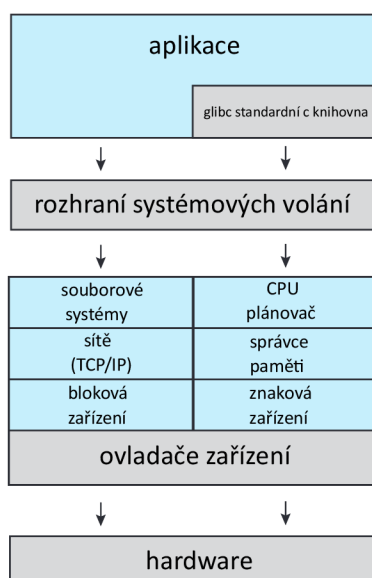 aplikace
glibc standardní c knihovna
rozhraní systémových volání
souborové
systémy
CPU
plánovač
sítě
(TCP/IP)
správce
paměti
bloková
zařízení
znaková
zařízení
ovladače zařízení
hardware